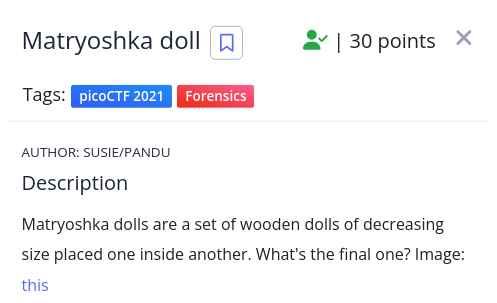 Matryoshka doll | 30 points
Tags: picoCTF 2021 Forensics
AUTHOR: SUSIE/PANDU
Description
Matryoshka dolls are a set of wooden dolls of decreasing
size placed one inside another. What's the final one? Image:
this